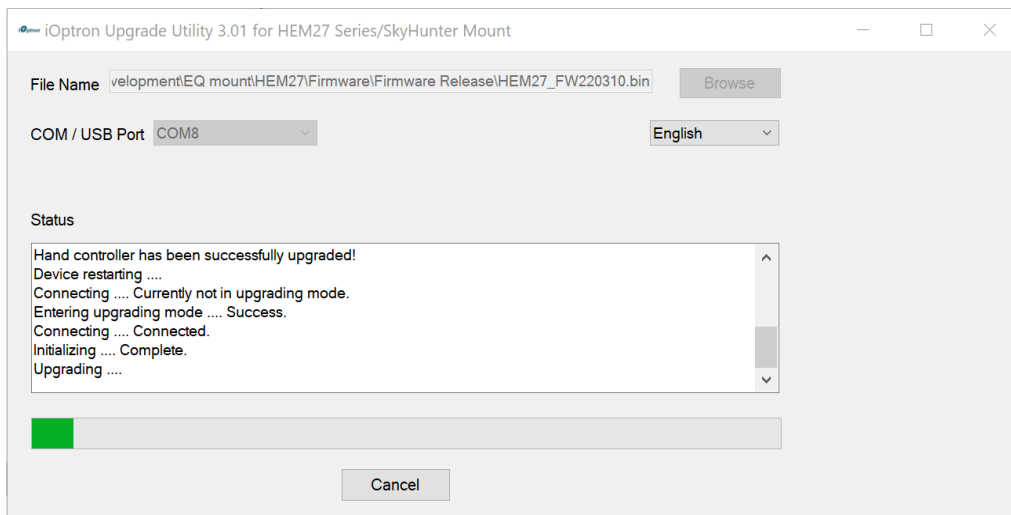 iOptron iOptron Upgrade Utility 3.01 for HEM27 Series/SkyHunter Mount
File Name velopment\EQ mount\HEM27\Firmware\Firmware Release\HEM27_FW220310.bin Browse
COM / USB Port COM8 English
Status
Hand controller has been successfully upgraded!
Device restarting ....
Connecting .... Currently not in upgrading mode.
Entering upgrading mode .... Success.
Connecting .... Connected.
Initializing .... Complete.
Upgrading ....
Cancel